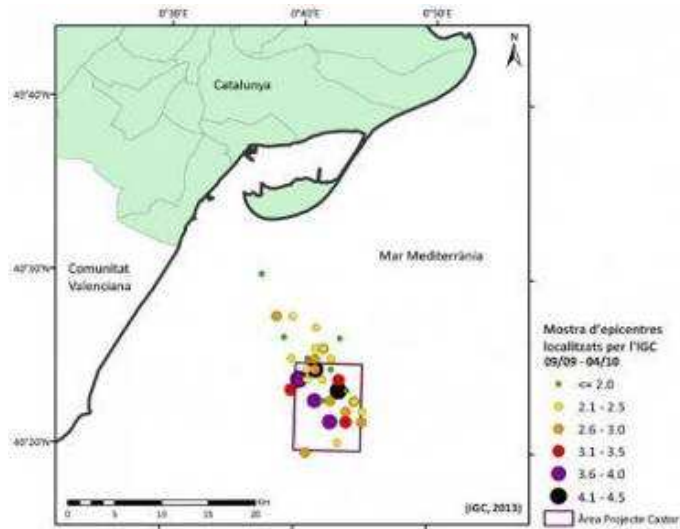 0°30'E 0°40'E 0°50'E
N
40°40'N
Catalunya
40°30'N
Comunitat
Valenciana
Mar Mediterrània
40°20'N
Mostra d'epicentres
localitzats per l'IGC
09/09 - 04/10
<= 2.0
2.1 - 2.5
2.6 - 3.0
3.1 - 3.5
3.6 - 4.0
4.1 - 4.5
Àrea Projecte Castor
0 5 10 15 20
(IGC, 2013)